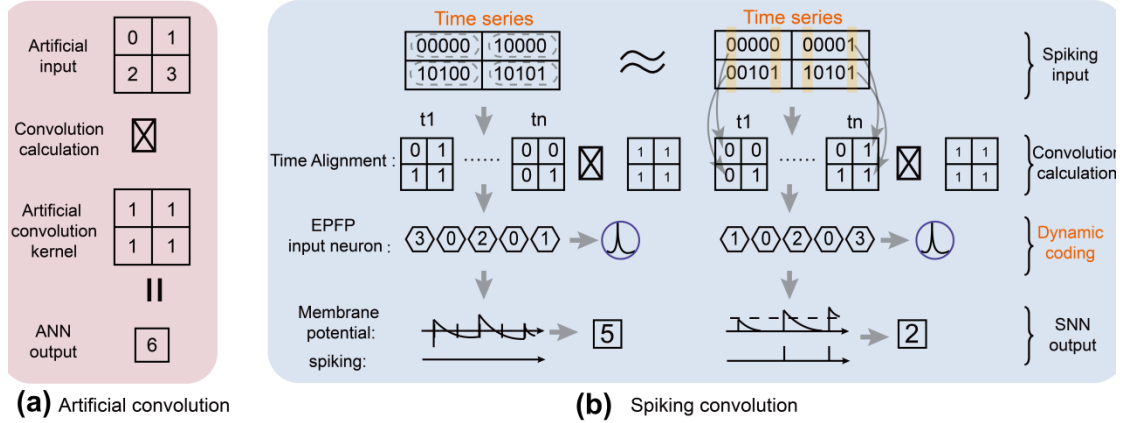 Artificial
input
0 1
2 3
Convolution
calculation
Artificial
convolution
kernel
1 1
1 1
=
ANN
output
6
(a) Artificial convolution
Time series
00000 10000
10100 10101
≈
Time series
00000 00001
00101 10101
Spiking
input
t1
tn
t1
tn
Time Alignment :
0 1
1 1
......
0 0
0 1
1 1
1 1
0 0
0 1
......
0 1
1 1
1 1
1 1
Convolution
calculation
EPFP
input neuron :
3 0 2 0 1
1 0 2 0 3
Dynamic
coding
Membrane
potential:
spiking:
5
2
SNN
output
(b) Spiking convolution